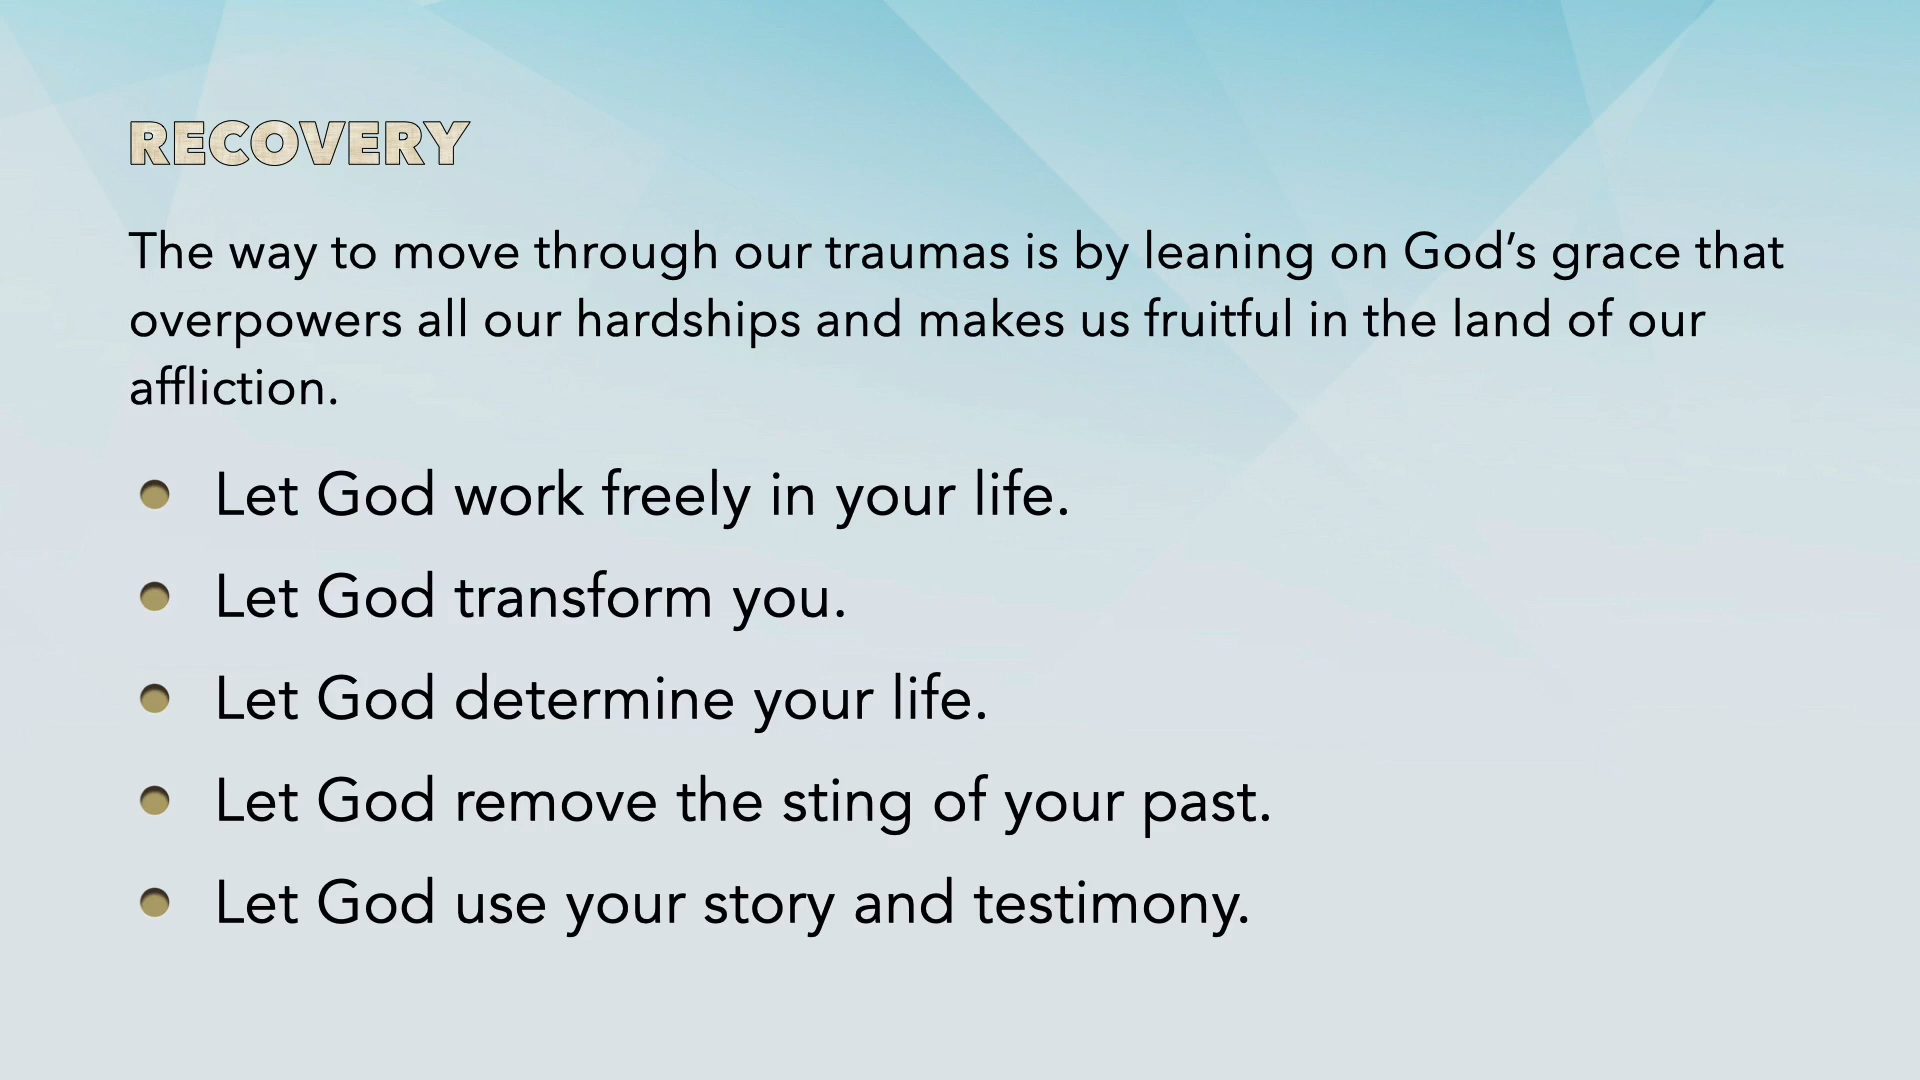 RECOVERY
The way to move through our traumas is by leaning on God’s grace that
overpowers all our hardships and makes us fruitful in the land of our
affliction.
Let God work freely in your life.
Let God transform you.
Let God determine your life.
Let God remove the sting of your past.
Let God use your story and testimony.